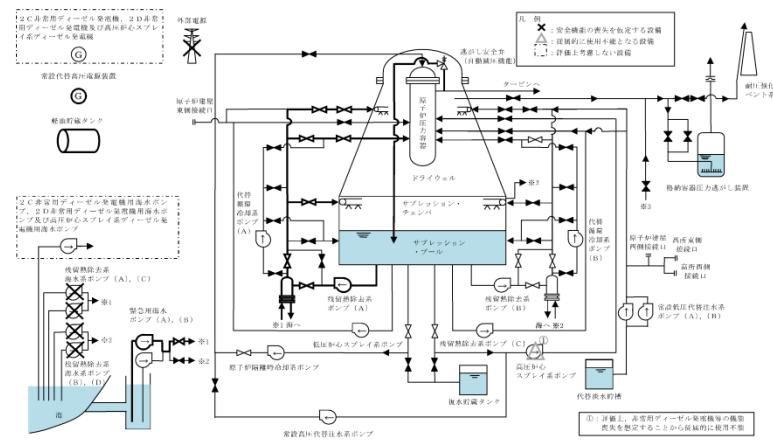 2C非常用ディーゼル発電機，2D非常
用ディーゼル発電機及び高圧炉心スプレイ
系ディーゼル発電機
G
常設代替高圧電源装置
G
軽油貯蔵タンク
外部電源
凡 例
：安全機能の喪失を仮定する設備
：従属的に使用不能となる設備
：評価上考慮しない設備
逃がし安全弁
(自動減圧機能)
タービンへ
耐圧強化
ベント系
原子炉建屋
東側接続口
原子炉圧力容器
ドライウェル
格納容器圧力逃がし装置
※3
代替
循環
冷却系
ポンプ
(A)
サプレッション・
チェンバ
※3
サプレッション
・プール
代替
循環
冷却系
ポンプ
(B)
原子炉建屋
西側接続口
西所東側
接続口
高所西側
接続口
2C非常用ディーゼル発電機用海水ポン
プ，2D非常用ディーゼル発電機用海水ポ
ンプ及び高圧炉心スプレイ系ディーゼル発
電機用海水ポンプ
残留熱除去系
海水系ポンプ (A)，(C)
※1
緊急用海水
ポンプ (A)，(B)
※1
※2
※2
残留熱除去系
海水系ポンプ
(B)，(D)
海
残留熱除去系
ポンプ (A)
※1 海へ
残留熱除去系
ポンプ (B)
海へ ※2
常設低圧代替注水系
ポンプ (A)，(B)
低圧炉心スプレイ系ポンプ
残留熱除去系ポンプ (C)
①
原子炉隔離時冷却系ポンプ
高圧炉心
スプレイ系ポンプ
復水貯蔵タンク
代替淡水貯槽
常設高圧代替注水系ポンプ
①：評価上，非常用ディーゼル発電機等の機能
喪失を想定することから従属的に使用不能